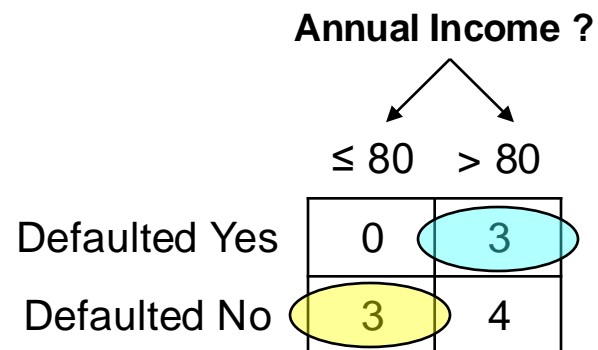 Annual Income ?
≤ 80 > 80
Defaulted Yes 0 3
Defaulted No 3 4